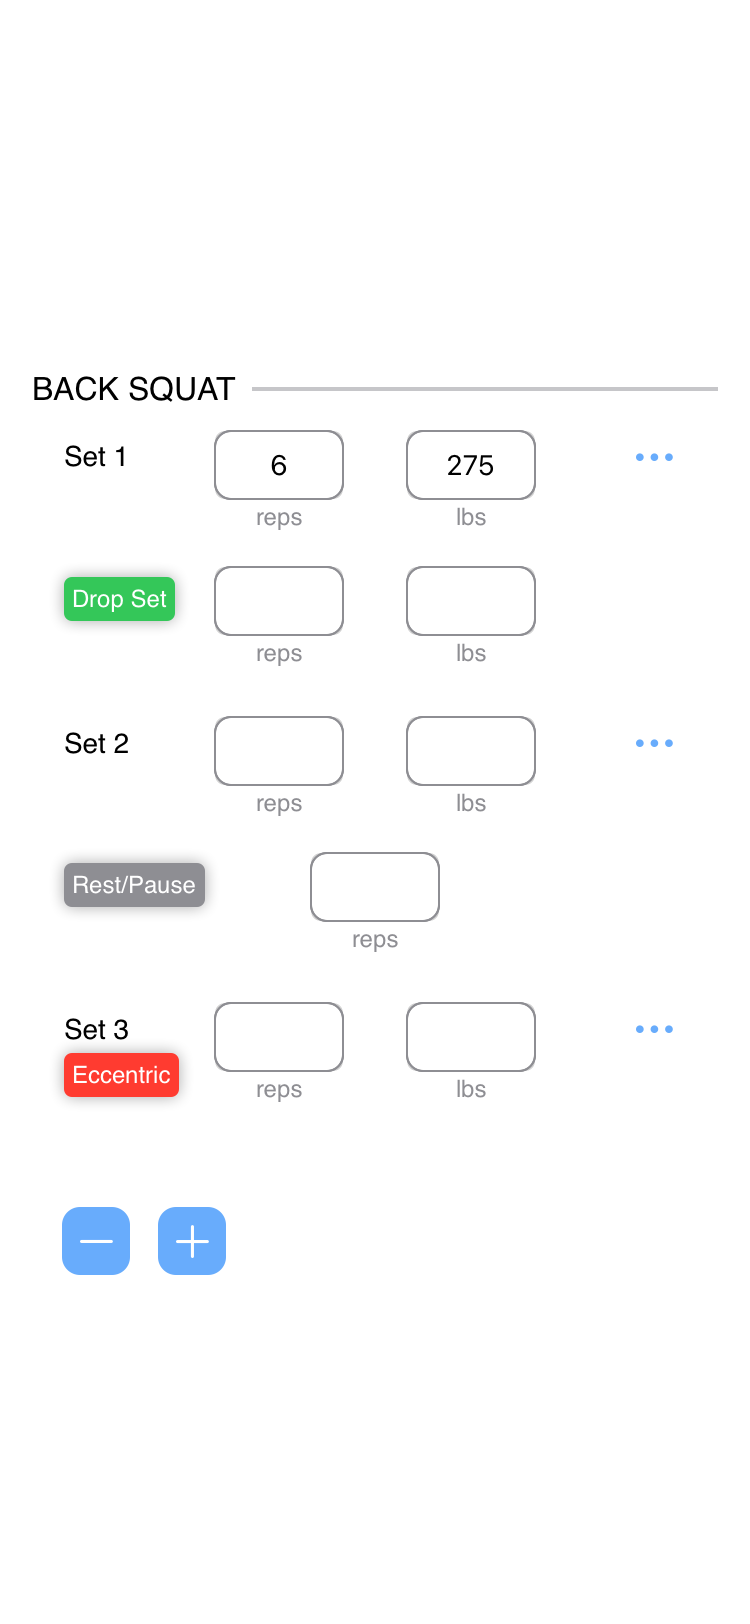 BACK SQUAT
Set 1 6 275
reps lbs
Drop Set
reps lbs
Set 2
reps lbs
Rest/Pause
reps
Set 3
Eccentric
reps lbs